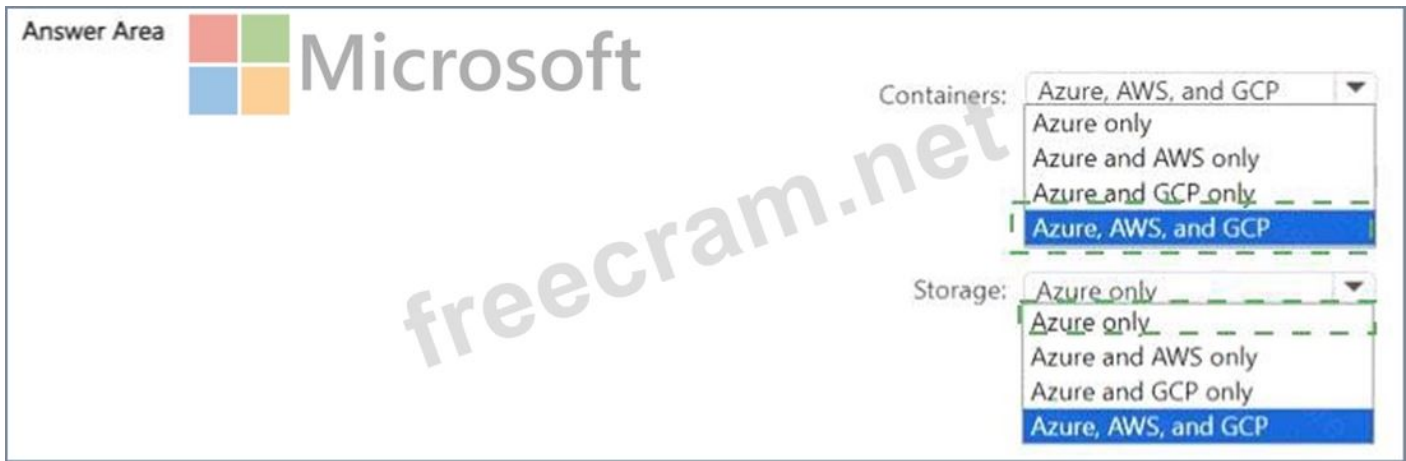 Answer Area
Microsoft
Containers: Azure, AWS, and GCP
Azure only
Azure and AWS only
Azure and GCP only
Azure, AWS, and GCP
freecram.net
Storage: Azure only
Azure only
Azure and AWS only
Azure and GCP only
Azure, AWS, and GCP